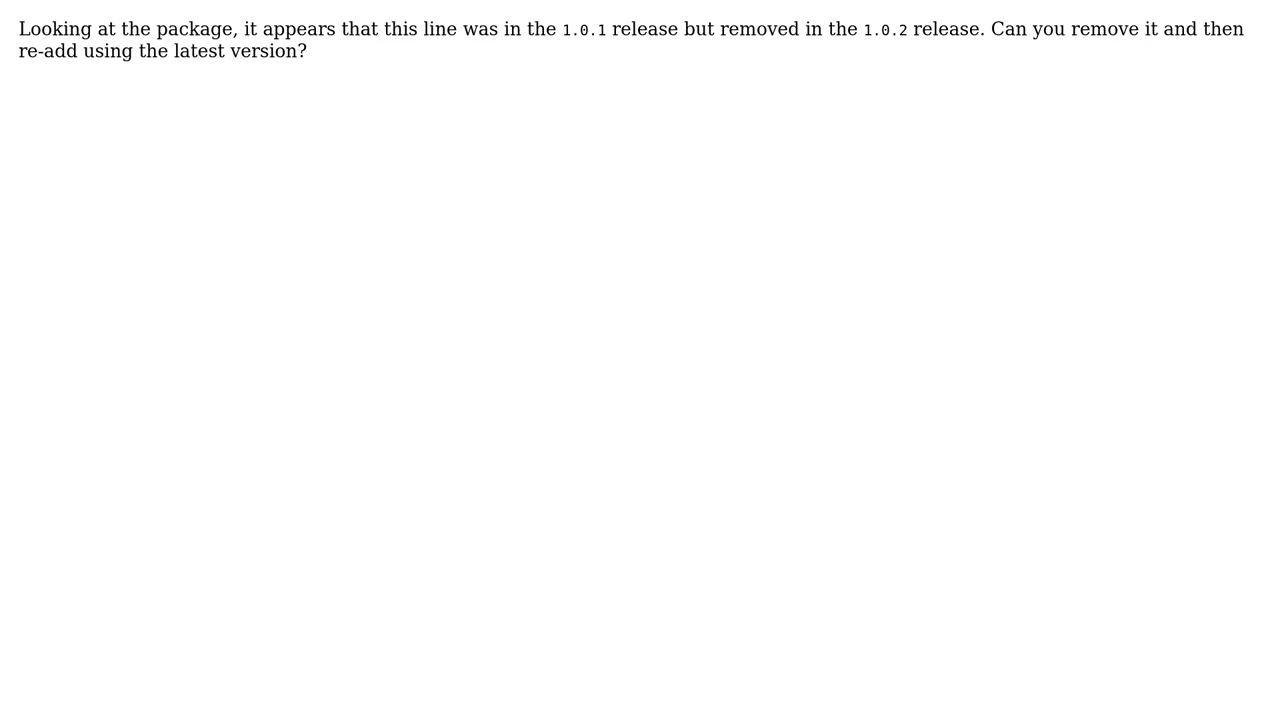 Looking at the package, it appears that this line was in the 1.0.1 release but removed in the 1.0.2 release. Can you remove it and then
re-add using the latest version?